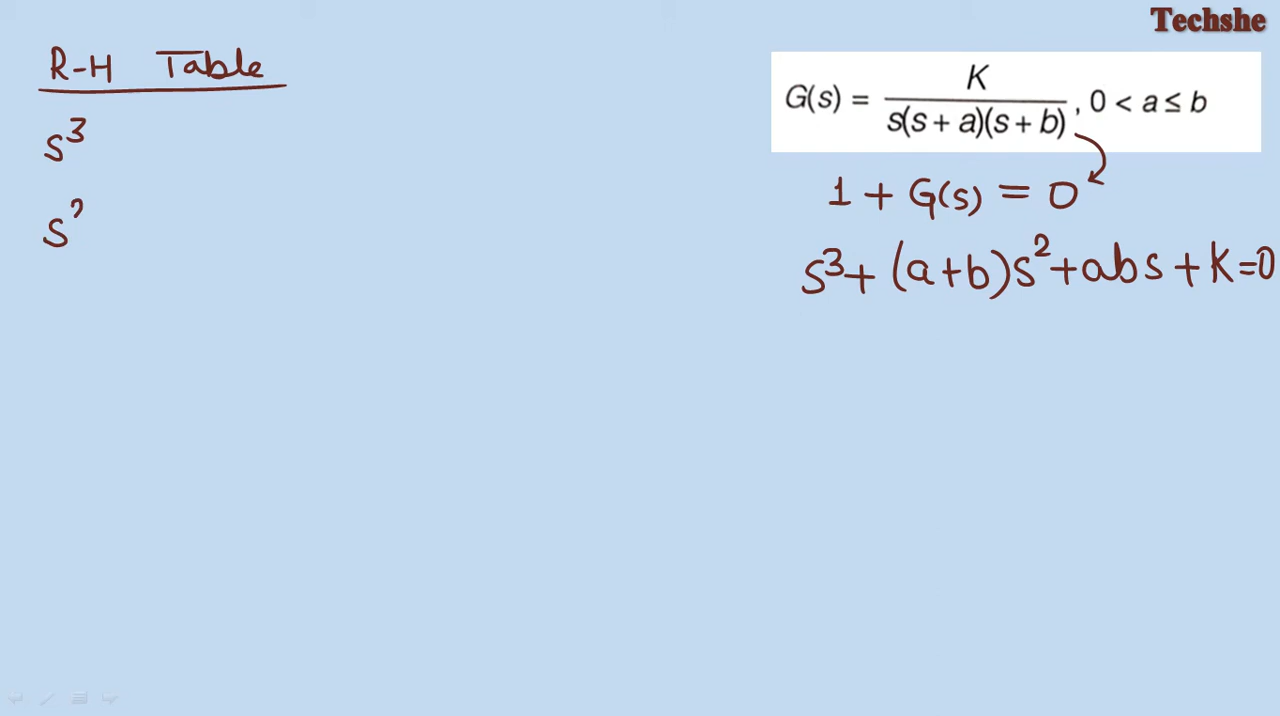 Techshe
R-H Table
s³
s²
G(s) = K / s(s + a)(s + b) , 0 < a ≤ b
1 + G(s) = 0
s³ + (a+b)s² + abs + K = 0